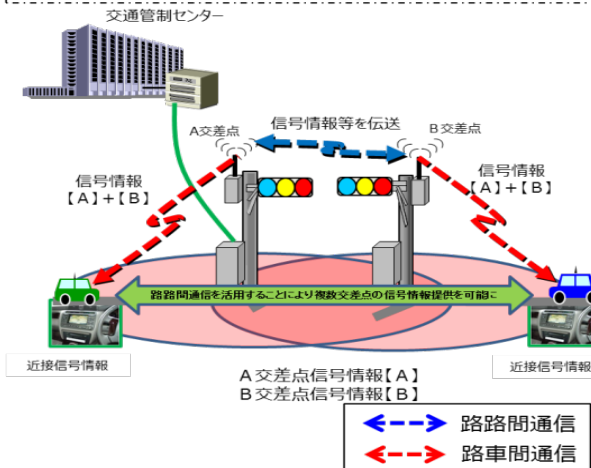 交通管制センター
A交差点
信号情報等を伝送
B交差点
信号情報
【A】+【B】
信号情報
【A】+【B】
路路間通信を活用することにより複数交差点の信号情報提供を可能に
近接信号情報
近接信号情報
A交差点信号情報【A】
B交差点信号情報【B】
路路間通信
路車間通信